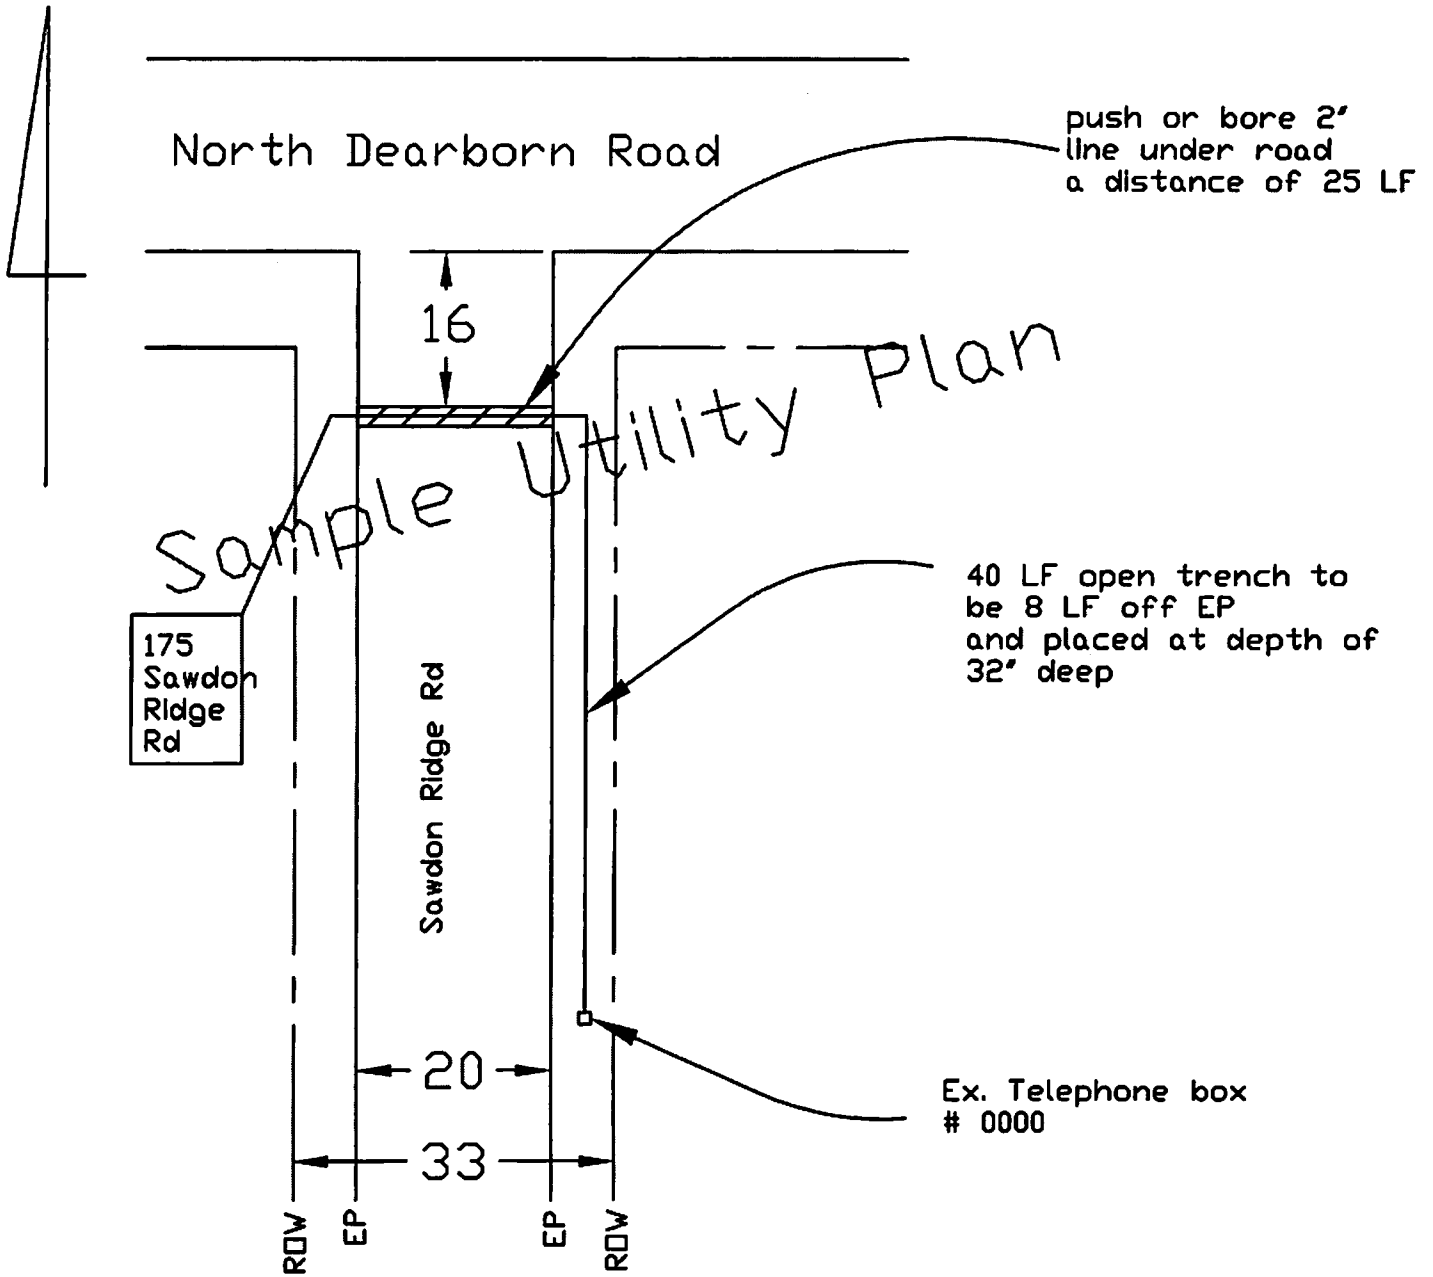 North Dearborn Road
push or bore 2"
line under road
a distance of 25 LF
16
Sample Utility Plan
40 LF open trench to
be 8 LF off EP
and placed at depth of
32" deep
175
Sawdon
Ridge
Rd
Sawdon Ridge Rd
20
Ex. Telephone box
# 0000
33
ROW
EP
EP
ROW